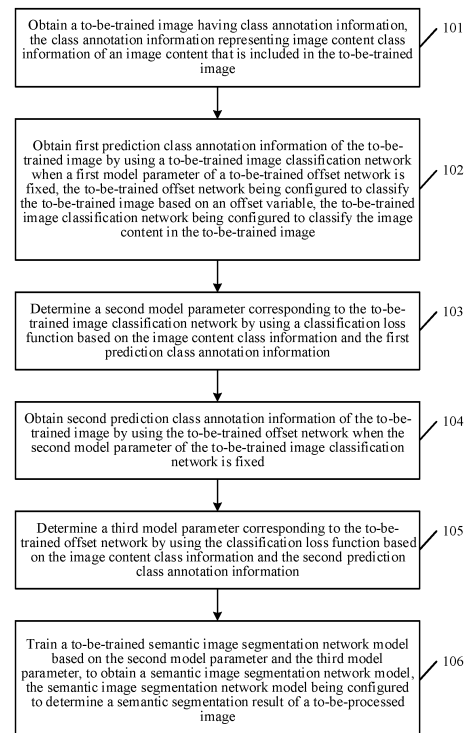 Obtain a to-be-trained image having class annotation information,
the class annotation information representing image content class
information of an image content that is included in the to-be-trained
image
101
Obtain first prediction class annotation information of the to-be-
trained image by using a to-be-trained image classification network
when a first model parameter of a to-be-trained offset network is
fixed, the to-be-trained offset network being configured to classify
the to-be-trained image based on an offset variable, the to-be-trained
image classification network being configured to classify the image
content in the to-be-trained image
102
Determine a second model parameter corresponding to the to-be-
trained image classification network by using a classification loss
function based on the image content class information and the first
prediction class annotation information
103
Obtain second prediction class annotation information of the to-be-
trained image by using the to-be-trained offset network when the
second model parameter of the to-be-trained image classification
network is fixed
104
Determine a third model parameter corresponding to the to-be-
trained offset network by using the classification loss function based
on the image content class information and the second prediction
class annotation information
105
Train a to-be-trained semantic image segmentation network model
based on the second model parameter and the third model
parameter, to obtain a semantic image segmentation network model,
the semantic image segmentation network model being configured
to determine a semantic segmentation result of a to-be-processed
image
106